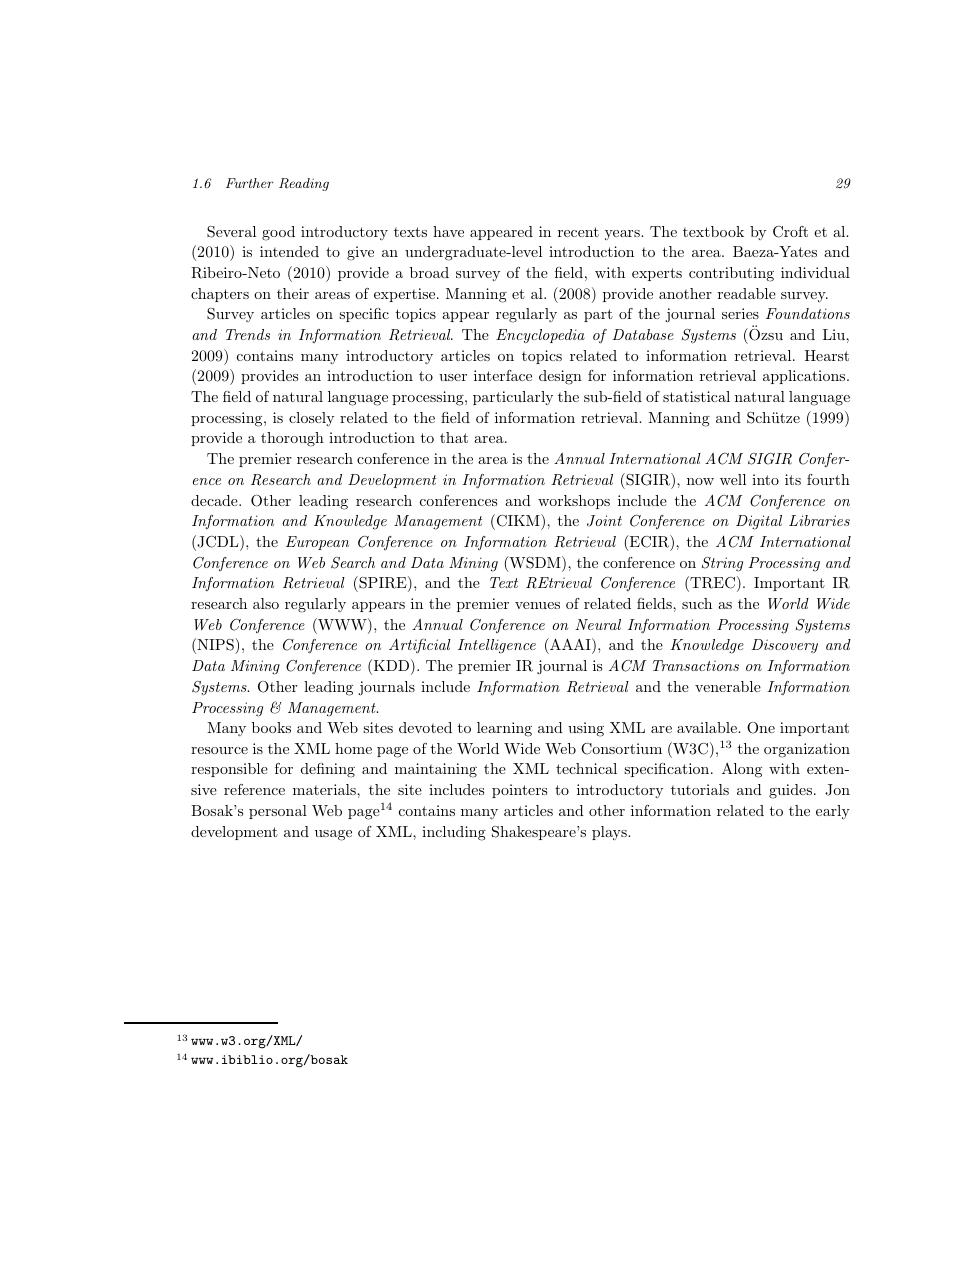 1.6 Further Reading 29
Several good introductory texts have appeared in recent years. The textbook by Croft et al.
(2010) is intended to give an undergraduate-level introduction to the area. Baeza-Yates and
Ribeiro-Neto (2010) provide a broad survey of the field, with experts contributing individual
chapters on their areas of expertise. Manning et al. (2008) provide another readable survey.
Survey articles on specific topics appear regularly as part of the journal series Foundations
and Trends in Information Retrieval. The Encyclopedia of Database Systems (Özsu and Liu,
2009) contains many introductory articles on topics related to information retrieval. Hearst
(2009) provides an introduction to user interface design for information retrieval applications.
The field of natural language processing, particularly the sub-field of statistical natural language
processing, is closely related to the field of information retrieval. Manning and Schütze (1999)
provide a thorough introduction to that area.
The premier research conference in the area is the Annual International ACM SIGIR Confer-
ence on Research and Development in Information Retrieval (SIGIR), now well into its fourth
decade. Other leading research conferences and workshops include the ACM Conference on
Information and Knowledge Management (CIKM), the Joint Conference on Digital Libraries
(JCDL), the European Conference on Information Retrieval (ECIR), the ACM International
Conference on Web Search and Data Mining (WSDM), the conference on String Processing and
Information Retrieval (SPIRE), and the Text REtrieval Conference (TREC). Important IR
research also regularly appears in the premier venues of related fields, such as the World Wide
Web Conference (WWW), the Annual Conference on Neural Information Processing Systems
(NIPS), the Conference on Artificial Intelligence (AAAI), and the Knowledge Discovery and
Data Mining Conference (KDD). The premier IR journal is ACM Transactions on Information
Systems. Other leading journals include Information Retrieval and the venerable Information
Processing & Management.
Many books and Web sites devoted to learning and using XML are available. One important
resource is the XML home page of the World Wide Web Consortium (W3C),13 the organization
responsible for defining and maintaining the XML technical specification. Along with exten-
sive reference materials, the site includes pointers to introductory tutorials and guides. Jon
Bosak's personal Web page14 contains many articles and other information related to the early
development and usage of XML, including Shakespeare's plays.
13 www.w3.org/XML/
14 www.ibiblio.org/bosak